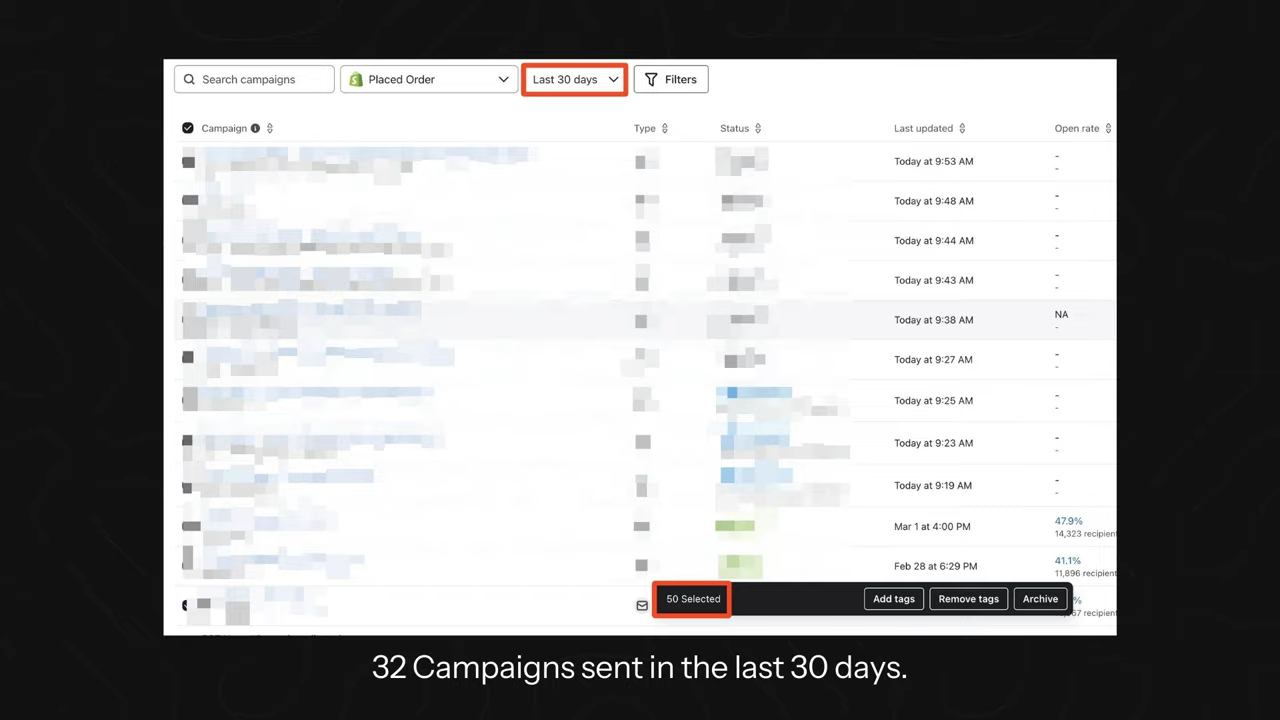 Search campaigns
Placed Order
Last 30 days
Filters
Campaign
Type
Status
Last updated
Open rate
Today at 9:53 AM
-
-
Today at 9:48 AM
-
-
Today at 9:44 AM
-
-
Today at 9:43 AM
-
-
Today at 9:38 AM
NA
-
Today at 9:27 AM
-
-
Today at 9:25 AM
-
-
Today at 9:23 AM
-
-
Today at 9:19 AM
-
-
Mar 1 at 4:00 PM
47.9%
14,323 recipient
Feb 28 at 6:29 PM
41.1%
11,896 recipient
50 Selected
Add tags
Remove tags
Archive
32 Campaigns sent in the last 30 days.